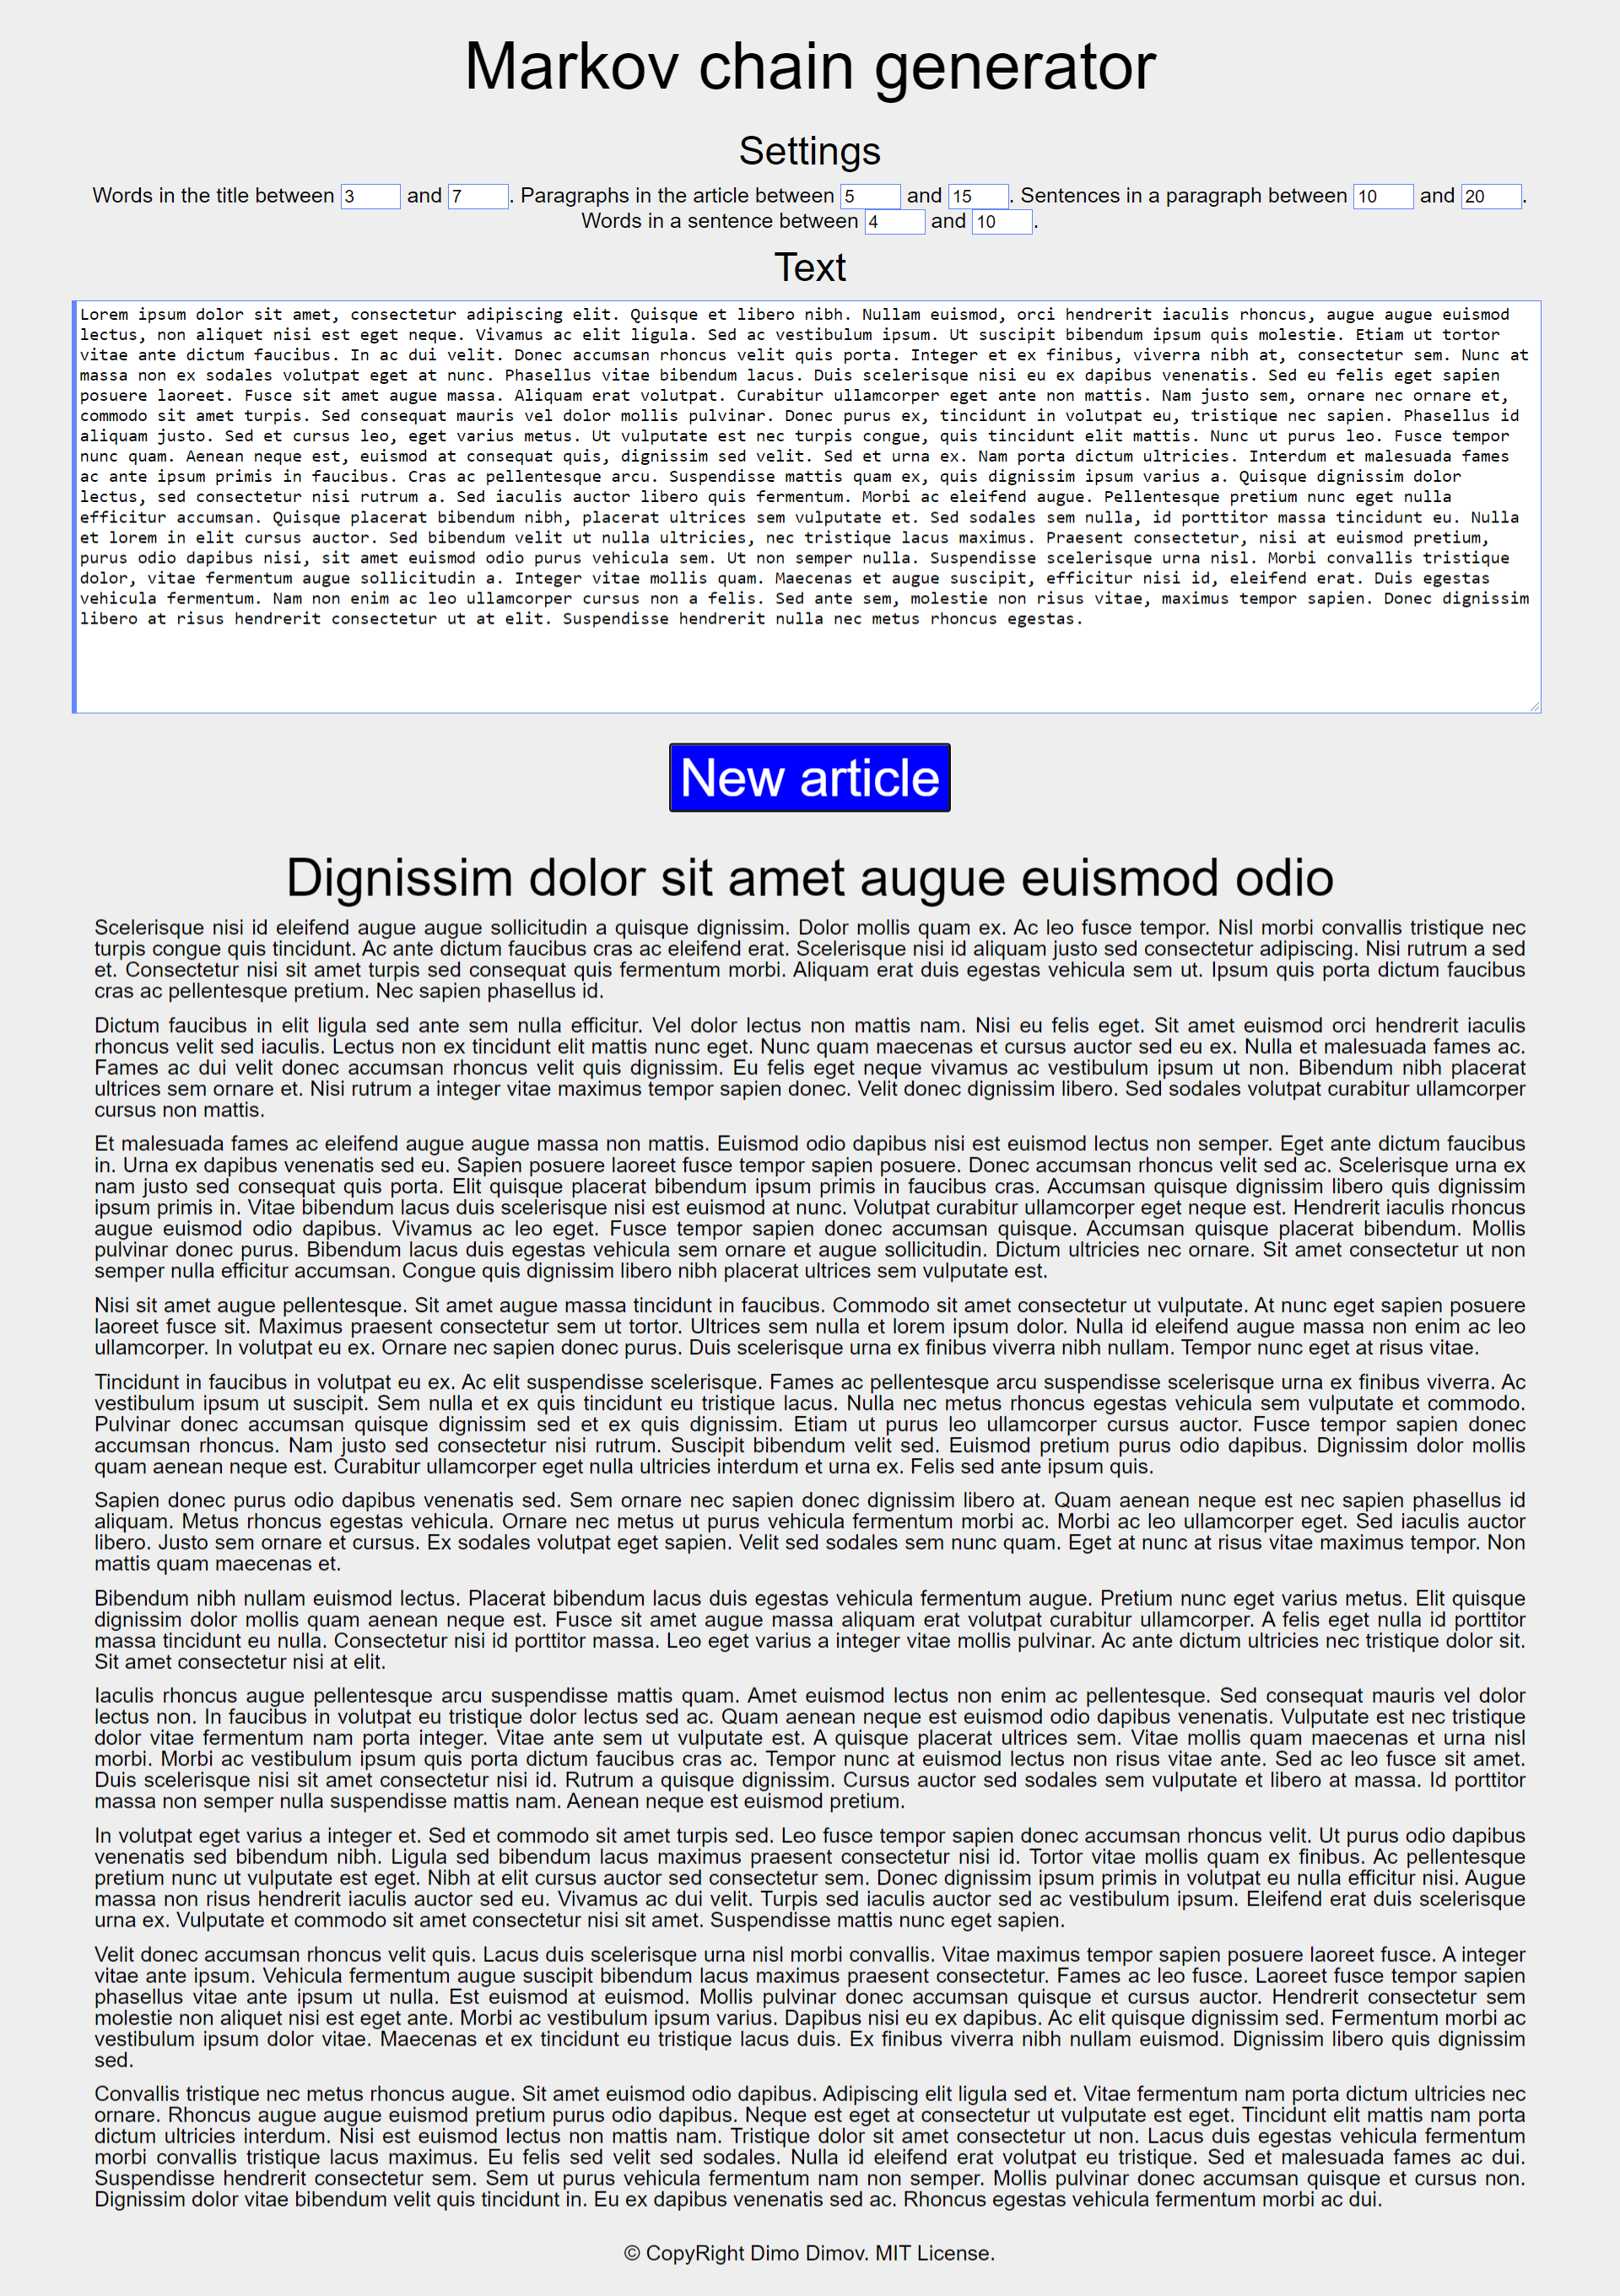 Markov chain generator
Settings
Words in the title between 3 and 7. Paragraphs in the article between 5 and 15. Sentences in a paragraph between 10 and 20.
Words in a sentence between 4 and 10.
Text
Lorem ipsum dolor sit amet, consectetur adipiscing elit. Quisque et libero nibh. Nullam euismod, orci hendrerit iaculis rhoncus, augue augue euismod
lectus, non aliquet nisi est eget neque. Vivamus ac elit ligula. Sed ac vestibulum ipsum. Ut suscipit bibendum ipsum quis molestie. Etiam ut tortor
vitae ante dictum faucibus. In ac dui velit. Donec accumsan rhoncus velit quis porta. Integer et ex finibus, viverra nibh at, consectetur sem. Nunc at
massa non ex sodales volutpat eget at nunc. Phasellus vitae bibendum lacus. Duis scelerisque nisi eu ex dapibus venenatis. Sed eu felis eget sapien
posuere laoreet. Fusce sit amet augue massa. Aliquam erat volutpat. Curabitur ullamcorper eget ante non mattis. Nam justo sem, ornare nec ornare et,
commodo sit amet turpis. Sed consequat mauris vel dolor mollis pulvinar. Donec purus ex, tincidunt in volutpat eu, tristique nec sapien. Phasellus id
aliquam justo. Sed et cursus leo, eget varius metus. Ut vulputate est nec turpis congue, quis tincidunt elit mattis. Nunc ut purus leo. Fusce tempor
nunc quam. Aenean neque est, euismod at consequat quis, dignissim sed velit. Sed et urna ex. Nam porta dictum ultricies. Interdum et malesuada fames
ac ante ipsum primis in faucibus. Cras ac pellentesque arcu. Suspendisse mattis quam ex, quis dignissim ipsum varius a. Quisque dignissim dolor
lectus, sed consectetur nisi rutrum a. Sed iaculis auctor libero quis fermentum. Morbi ac eleifend augue. Pellentesque pretium nunc eget nulla
efficitur accumsan. Quisque placerat bibendum nibh, placerat ultrices sem vulputate et. Sed sodales sem nulla, id porttitor massa tincidunt eu. Nulla
et lorem in elit cursus auctor. Sed bibendum velit ut nulla ultricies, nec tristique lacus maximus. Praesent consectetur, nisi at euismod pretium,
purus odio dapibus nisi, sit amet euismod odio purus vehicula sem. Ut non semper nulla. Suspendisse scelerisque urna nisl. Morbi convallis tristique
dolor, vitae fermentum augue sollicitudin a. Integer vitae mollis quam. Maecenas et augue suscipit, efficitur nisi id, eleifend erat. Duis egestas
vehicula fermentum. Nam non enim ac leo ullamcorper cursus non a felis. Sed ante sem, molestie non risus vitae, maximus tempor sapien. Donec dignissim
libero at risus hendrerit consectetur ut at elit. Suspendisse hendrerit nulla nec metus rhoncus egestas.
New article
Dignissim dolor sit amet augue euismod odio
Scelerisque nisi id eleifend augue augue sollicitudin a quisque dignissim. Dolor mollis quam ex. Ac leo fusce tempor. Nisl morbi convallis tristique nec
turpis congue quis tincidunt. Ac ante dictum faucibus cras ac eleifend erat. Scelerisque nisi id aliquam justo sed consectetur adipiscing. Nisi rutrum a sed
et. Consectetur nisi sit amet turpis sed consequat quis fermentum morbi. Aliquam erat duis egestas vehicula sem ut. Ipsum quis porta dictum faucibus
cras ac pellentesque pretium. Nec sapien phasellus id.
Dictum faucibus in elit ligula sed ante sem nulla efficitur. Vel dolor lectus non mattis nam. Nisi eu felis eget. Sit amet euismod orci hendrerit iaculis
rhoncus velit sed iaculis. Lectus non ex tincidunt elit mattis nunc eget. Nunc quam maecenas et cursus auctor sed eu ex. Nulla et malesuada fames ac.
Fames ac dui velit donec accumsan rhoncus velit quis dignissim. Eu felis eget neque vivamus ac vestibulum ipsum ut non. Bibendum nibh placerat
ultrices sem ornare et. Nisi rutrum a integer vitae maximus tempor sapien donec. Velit donec dignissim libero. Sed sodales volutpat curabitur ullamcorper
cursus non mattis.
Et malesuada fames ac eleifend augue augue massa non mattis. Euismod odio dapibus nisi est euismod lectus non semper. Eget ante dictum faucibus
in. Urna ex dapibus venenatis sed eu. Sapien posuere laoreet fusce tempor sapien posuere. Donec accumsan rhoncus velit sed ac. Scelerisque urna ex
nam justo sed consequat quis porta. Elit quisque placerat bibendum ipsum primis in faucibus cras. Accumsan quisque dignissim libero quis dignissim
ipsum primis in. Vitae bibendum lacus duis scelerisque nisi est euismod at nunc. Volutpat curabitur ullamcorper eget neque est. Hendrerit iaculis rhoncus
augue euismod odio dapibus. Vivamus ac leo eget. Fusce tempor sapien donec accumsan quisque. Accumsan quisque placerat bibendum. Mollis
pulvinar donec purus. Bibendum lacus duis egestas vehicula sem ornare et augue sollicitudin. Dictum ultricies nec ornare. Sit amet consectetur ut non
semper nulla efficitur accumsan. Congue quis dignissim libero nibh placerat ultrices sem vulputate est.
Nisi sit amet augue pellentesque. Sit amet augue massa tincidunt in faucibus. Commodo sit amet consectetur ut vulputate. At nunc eget sapien posuere
laoreet fusce sit. Maximus praesent consectetur sem ut tortor. Ultrices sem nulla et lorem ipsum dolor. Nulla id eleifend augue massa non enim ac leo
ullamcorper. In volutpat eu ex. Ornare nec sapien donec purus. Duis scelerisque urna ex finibus viverra nibh nullam. Tempor nunc eget at risus vitae.
Tincidunt in faucibus in volutpat eu ex. Ac elit suspendisse scelerisque. Fames ac pellentesque arcu suspendisse scelerisque urna ex finibus viverra. Ac
vestibulum ipsum ut suscipit. Sem nulla et ex quis tincidunt eu tristique lacus. Nulla nec metus rhoncus egestas vehicula sem vulputate et commodo.
Pulvinar donec accumsan quisque dignissim sed et ex quis dignissim. Etiam ut purus leo ullamcorper cursus auctor. Fusce tempor sapien donec
accumsan rhoncus. Nam justo sed consectetur nisi rutrum. Suscipit bibendum velit sed. Euismod pretium purus odio dapibus. Dignissim dolor mollis
quam aenean neque est. Curabitur ullamcorper eget nulla ultricies interdum et urna ex. Felis sed ante ipsum quis.
Sapien donec purus odio dapibus venenatis sed. Sem ornare nec sapien donec dignissim libero at. Quam aenean neque est nec sapien phasellus id
aliquam. Metus rhoncus egestas vehicula. Ornare nec metus ut purus vehicula fermentum morbi ac. Morbi ac leo ullamcorper eget. Sed iaculis auctor
libero. Justo sem ornare et cursus. Ex sodales volutpat eget sapien. Velit sed sodales sem nunc quam. Eget at nunc at risus vitae maximus tempor. Non
mattis quam maecenas et.
Bibendum nibh nullam euismod lectus. Placerat bibendum lacus duis egestas vehicula fermentum augue. Pretium nunc eget varius metus. Elit quisque
dignissim dolor mollis quam aenean neque est. Fusce sit amet augue massa aliquam erat volutpat curabitur ullamcorper. A felis eget nulla id porttitor
massa tincidunt eu nulla. Consectetur nisi id porttitor massa. Leo eget varius a integer vitae mollis pulvinar. Ac ante dictum ultricies nec tristique dolor sit.
Sit amet consectetur nisi at elit.
Iaculis rhoncus augue pellentesque arcu suspendisse mattis quam. Amet euismod lectus non enim ac pellentesque. Sed consequat mauris vel dolor
lectus non. In faucibus in volutpat eu tristique dolor lectus sed ac. Quam aenean neque est euismod odio dapibus venenatis. Vulputate est nec tristique
dolor vitae fermentum nam porta integer. Vitae ante sem ut vulputate est. A quisque placerat ultrices sem. Vitae mollis quam maecenas et urna nisl
morbi. Morbi ac vestibulum ipsum quis porta dictum faucibus cras ac. Tempor nunc at euismod lectus non risus vitae ante. Sed ac leo fusce sit amet.
Duis scelerisque nisi sit amet consectetur nisi id. Rutrum a quisque dignissim. Cursus auctor sed sodales sem vulputate et libero at massa. Id porttitor
massa non semper nulla suspendisse mattis nam. Aenean neque est euismod pretium.
In volutpat eget varius a integer et. Sed et commodo sit amet turpis sed. Leo fusce tempor sapien donec accumsan rhoncus velit. Ut purus odio dapibus
venenatis sed bibendum nibh. Ligula sed bibendum lacus maximus praesent consectetur nisi id. Tortor vitae mollis quam ex finibus. Ac pellentesque
pretium nunc ut vulputate est eget. Nibh at elit cursus auctor sed consectetur sem. Donec dignissim ipsum primis in volutpat eu nulla efficitur nisi. Augue
massa non risus hendrerit iaculis auctor sed eu. Vivamus ac dui velit. Turpis sed iaculis auctor sed ac vestibulum ipsum. Eleifend erat duis scelerisque
urna ex. Vulputate et commodo sit amet consectetur nisi sit amet. Suspendisse mattis nunc eget sapien.
Velit donec accumsan rhoncus velit quis. Lacus duis scelerisque urna nisl morbi convallis. Vitae maximus tempor sapien posuere laoreet fusce. A integer
vitae ante ipsum. Vehicula fermentum augue suscipit bibendum lacus maximus praesent consectetur. Fames ac leo fusce. Laoreet fusce tempor sapien
phasellus vitae ante ipsum ut nulla. Est euismod at euismod. Mollis pulvinar donec accumsan quisque et cursus auctor. Hendrerit consectetur sem
molestie non aliquet nisi est eget ante. Morbi ac vestibulum ipsum varius. Dapibus nisi eu ex dapibus. Ac elit quisque dignissim sed. Fermentum morbi ac
vestibulum ipsum dolor vitae. Maecenas et ex tincidunt eu tristique lacus duis. Ex finibus viverra nibh nullam euismod. Dignissim libero quis dignissim
sed.
Convallis tristique nec metus rhoncus augue. Sit amet euismod odio dapibus. Adipiscing elit ligula sed et. Vitae fermentum nam porta dictum ultricies nec
ornare. Rhoncus augue augue euismod pretium purus odio dapibus. Neque est eget at consectetur ut vulputate est eget. Tincidunt elit mattis nam porta
dictum ultricies interdum. Nisi est euismod lectus non mattis nam. Tristique dolor sit amet consectetur ut non. Lacus duis egestas vehicula fermentum
morbi convallis tristique lacus maximus. Eu felis sed velit sed sodales. Nulla id eleifend erat volutpat eu tristique. Sed et malesuada fames ac dui.
Suspendisse hendrerit consectetur sem. Sem ut purus vehicula fermentum nam non semper. Mollis pulvinar donec accumsan quisque et cursus non.
Dignissim dolor vitae bibendum velit quis tincidunt in. Eu ex dapibus venenatis sed ac. Rhoncus egestas vehicula fermentum morbi ac dui.
© CopyRight Dimo Dimov. MIT License.